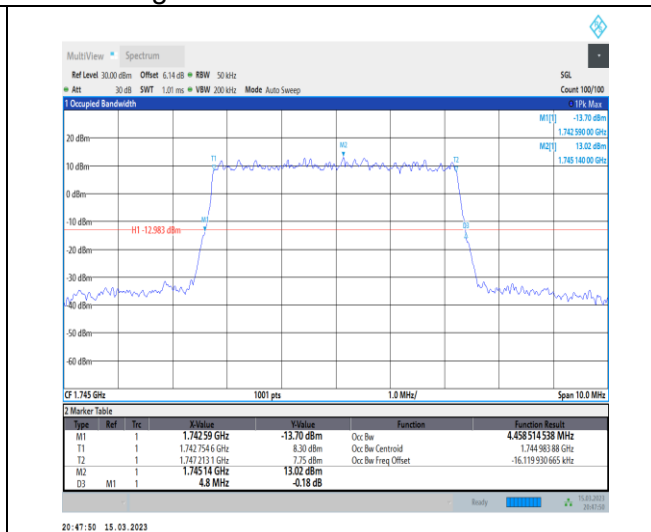 MultiView Spectrum
Ref Level 30.00 dBm Offset 6.14 dB RBW 50 kHz SGL
Att 30 dB SWT 1.01 ms VBW 200 kHz Mode Auto Sweep Count 100/100
1 Occupied Bandwidth 1Pk Max
M1[1] -13.70 dBm
1.742 590 00 GHz
M2[1] 13.02 dBm
1.745 140 00 GHz
20 dBm
M2
T1 T2
10 dBm
0 dBm
-10 dBm
M1
H1 -12.983 dBm
D3
-20 dBm
-30 dBm
-40 dBm
-50 dBm
-60 dBm
CF 1.745 GHz 1001 pts 1.0 MHz/ Span 10.0 MHz
2 Marker Table
Type Ref Trc X-Value Y-Value Function Function Result
M1 1 1.742 59 GHz -13.70 dBm Occ Bw 4.458 514 538 MHz
T1 1 1.742 754 6 GHz 8.30 dBm Occ Bw Centroid 1.744 983 88 GHz
T2 1 1.747 213 1 GHz 7.75 dBm Occ Bw Freq Offset -16.119 930 665 kHz
M2 1 1.745 14 GHz 13.02 dBm
D3 M1 1 4.8 MHz -0.18 dB
Ready 15.03.2023
20:47:50
20:47:50 15.03.2023